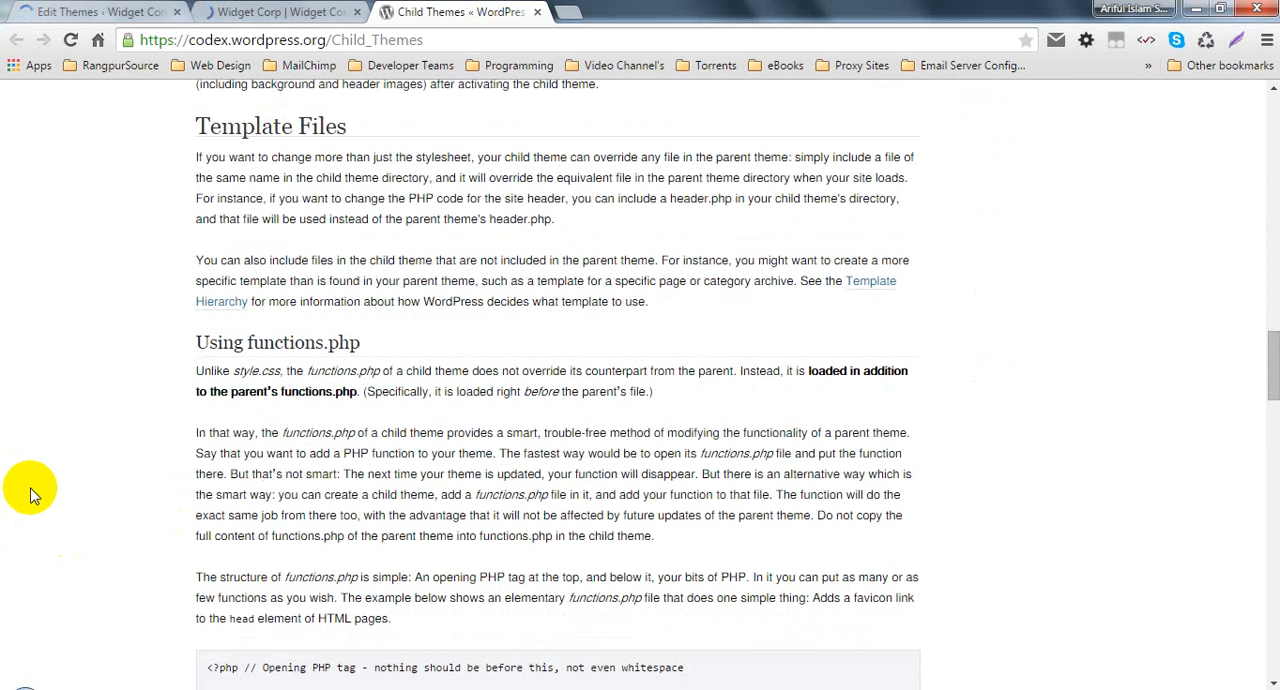 Edit Themes ‹ Widget Cor
Widget Corp | Widget Cor
Child Themes « WordPres
Ariful Islam S...
https://codex.wordpress.org/Child_Themes
Apps
RangpurSource
Web Design
MailChimp
Developer Teams
Programming
Video Channel's
Torrents
eBooks
Proxy Sites
Email Server Config...
»
Other bookmarks
(including background and header images) after activating the child theme.
Template Files
If you want to change more than just the stylesheet, your child theme can override any file in the parent theme: simply include a file of
the same name in the child theme directory, and it will override the equivalent file in the parent theme directory when your site loads.
For instance, if you want to change the PHP code for the site header, you can include a header.php in your child theme's directory,
and that file will be used instead of the parent theme's header.php.
You can also include files in the child theme that are not included in the parent theme. For instance, you might want to create a more
specific template than is found in your parent theme, such as a template for a specific page or category archive. See the Template
Hierarchy for more information about how WordPress decides what template to use.
Using functions.php
Unlike style.css, the functions.php of a child theme does not override its counterpart from the parent. Instead, it is loaded in addition
to the parent’s functions.php. (Specifically, it is loaded right before the parent’s file.)
In that way, the functions.php of a child theme provides a smart, trouble-free method of modifying the functionality of a parent theme.
Say that you want to add a PHP function to your theme. The fastest way would be to open its functions.php file and put the function
there. But that’s not smart: The next time your theme is updated, your function will disappear. But there is an alternative way which is
the smart way: you can create a child theme, add a functions.php file in it, and add your function to that file. The function will do the
exact same job from there too, with the advantage that it will not be affected by future updates of the parent theme. Do not copy the
full content of functions.php of the parent theme into functions.php in the child theme.
The structure of functions.php is simple: An opening PHP tag at the top, and below it, your bits of PHP. In it you can put as many or as
few functions as you wish. The example below shows an elementary functions.php file that does one simple thing: Adds a favicon link
to the head element of HTML pages.
<?php // Opening PHP tag - nothing should be before this, not even whitespace